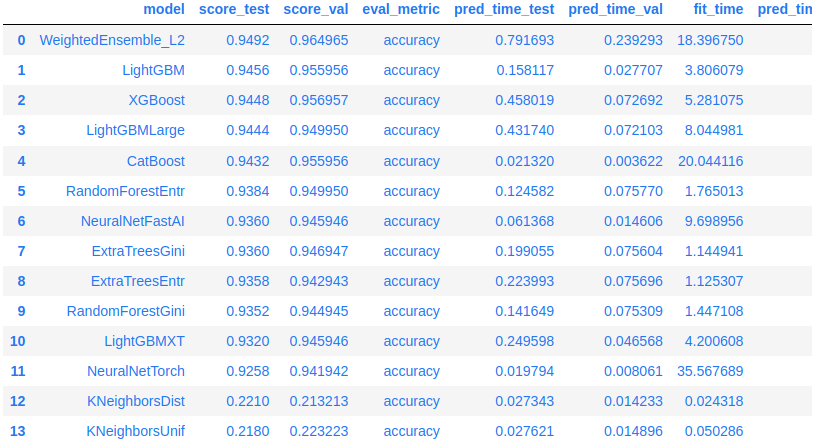 model score_test score_val eval_metric pred_time_test pred_time_val fit_time pred_tim
0 WeightedEnsemble_L2 0.9492 0.964965 accuracy 0.791693 0.239293 18.396750
1 LightGBM 0.9456 0.955956 accuracy 0.158117 0.027707 3.806079
2 XGBoost 0.9448 0.956957 accuracy 0.458019 0.072692 5.281075
3 LightGBMLarge 0.9444 0.949950 accuracy 0.431740 0.072103 8.044981
4 CatBoost 0.9432 0.955956 accuracy 0.021320 0.003622 20.044116
5 RandomForestEntr 0.9384 0.949950 accuracy 0.124582 0.075770 1.765013
6 NeuralNetFastAI 0.9360 0.945946 accuracy 0.061368 0.014606 9.698956
7 ExtraTreesGini 0.9360 0.946947 accuracy 0.199055 0.075604 1.144941
8 ExtraTreesEntr 0.9358 0.942943 accuracy 0.223993 0.075696 1.125307
9 RandomForestGini 0.9352 0.944945 accuracy 0.141649 0.075309 1.447108
10 LightGBMXT 0.9320 0.945946 accuracy 0.249598 0.046568 4.200608
11 NeuralNetTorch 0.9258 0.941942 accuracy 0.019794 0.008061 35.567689
12 KNeighborsDist 0.2210 0.213213 accuracy 0.027343 0.014233 0.024318
13 KNeighborsUnif 0.2180 0.223223 accuracy 0.027621 0.014896 0.050286